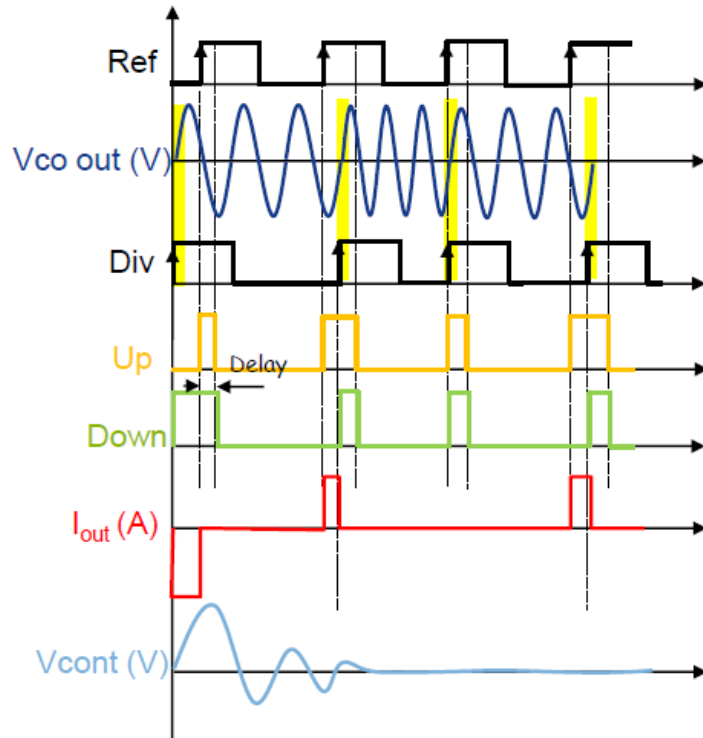 Ref
Vco out (V)
Div
Up
Delay
Down
Iout (A)
Vcont (V)